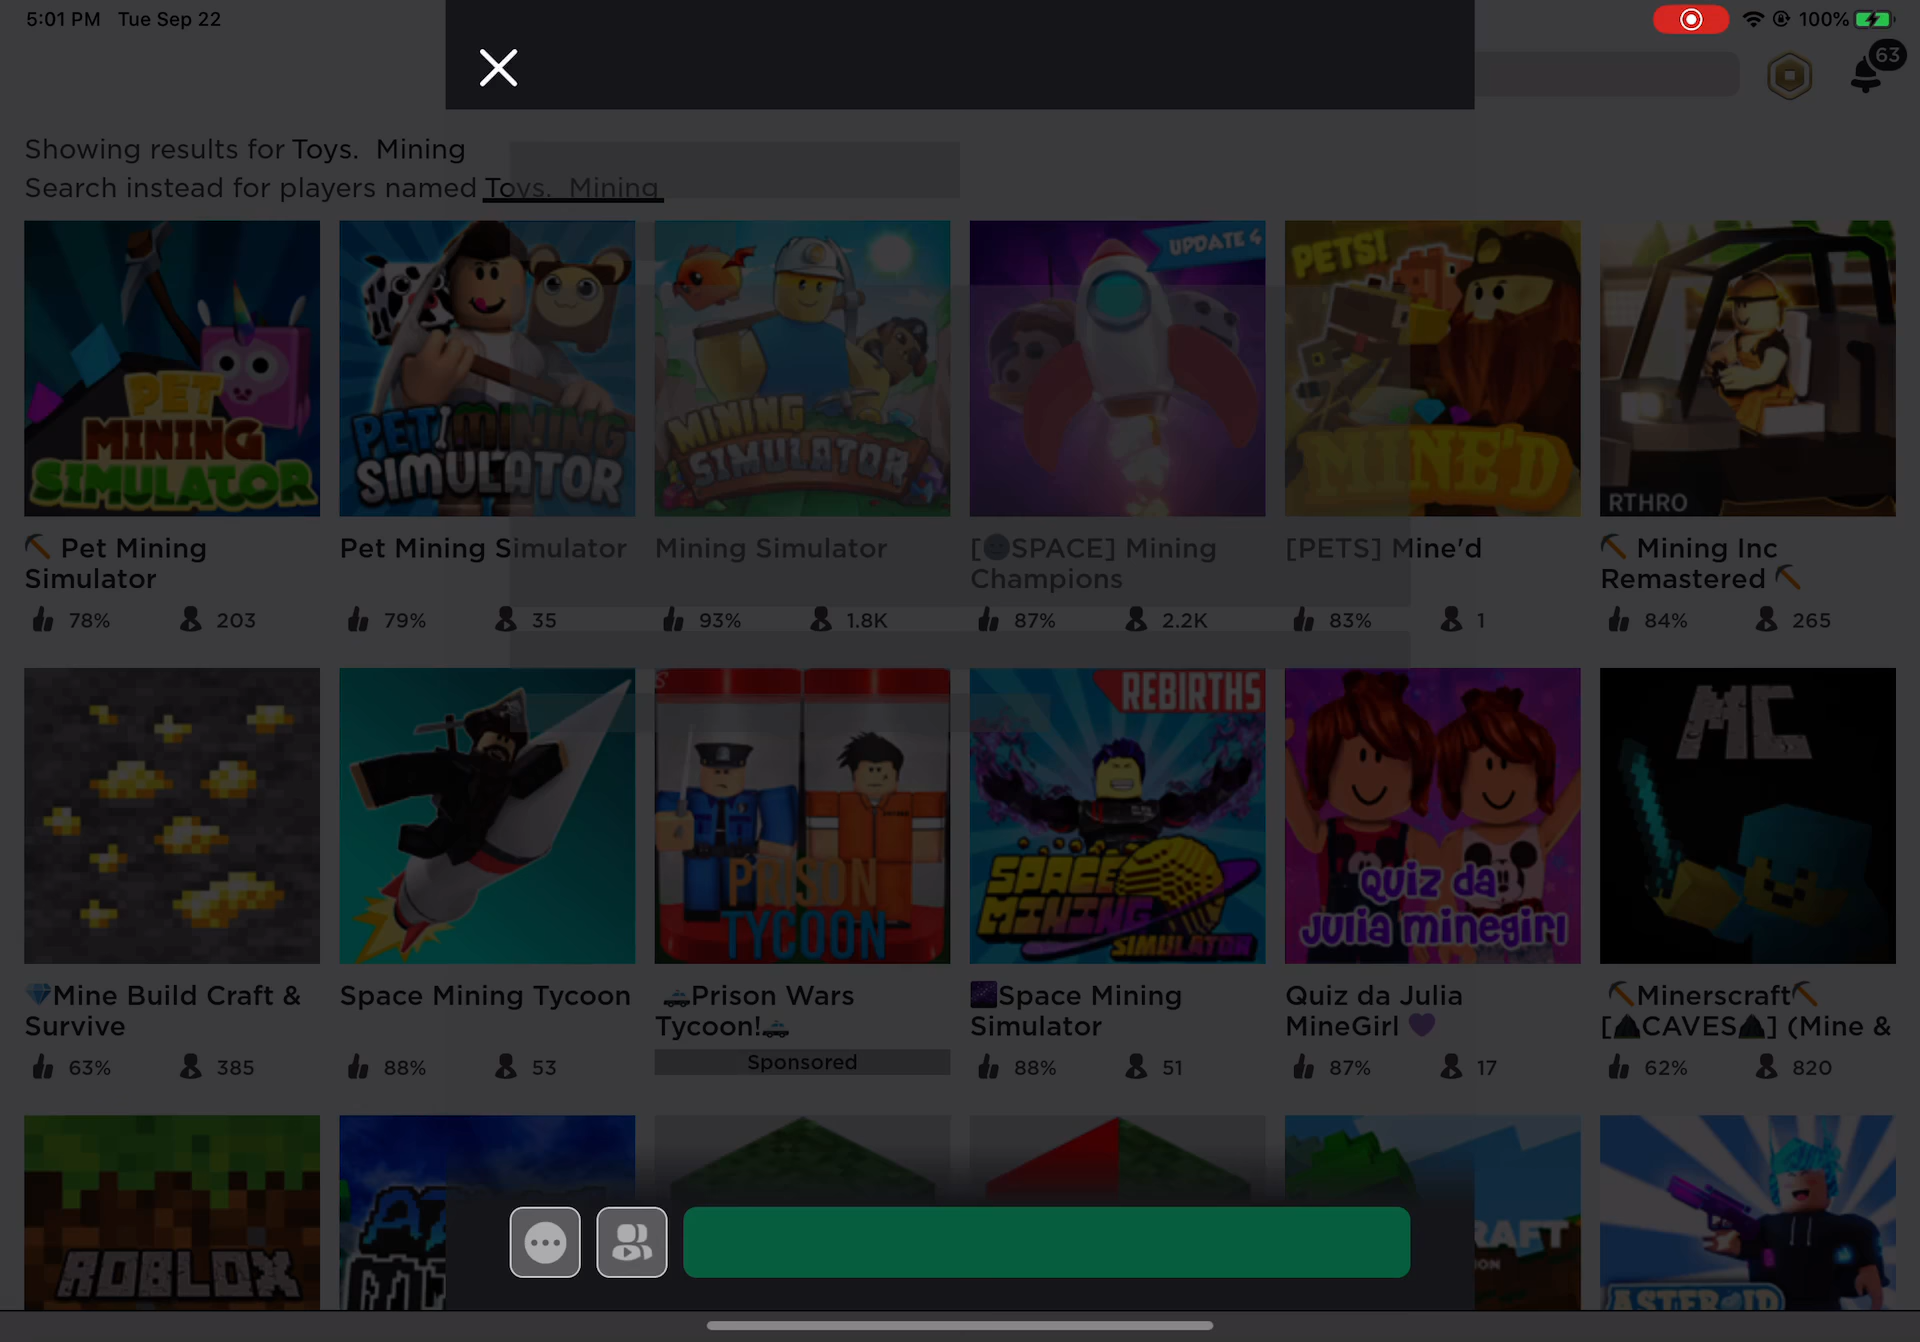 5:01 PM Tue Sep 22
100%
63
Showing results for Toys. Mining
Search instead for players named Toys. Mining
PET MINING SIMULATOR
PET MINING SIMULATOR
MINING SIMULATOR
UPDATE 4
PETS!
MINE'D
RTHRO
⛏️ Pet Mining Simulator
78% 203
Pet Mining Simulator
79% 35
Mining Simulator
93% 1.8K
[🌚SPACE] Mining Champions
87% 2.2K
[PETS] Mine'd
83% 1
⛏️ Mining Inc Remastered ⛏️
84% 265
PRISON TYCOON
REBIRTHS
SPACE MINING SIMULATOR
Quiz da Julia minegirl
MC
💎Mine Build Craft & Survive
63% 385
Space Mining Tycoon
88% 53
🚓Prison Wars Tycoon!🚓
Sponsored
🌌Space Mining Simulator
88% 51
Quiz da Julia MineGirl 💜
87% 17
⛏️Minerscraft⛏️ [⛰️CAVES⛰️] (Mine &
62% 820
ROBLOX
ASTEROID